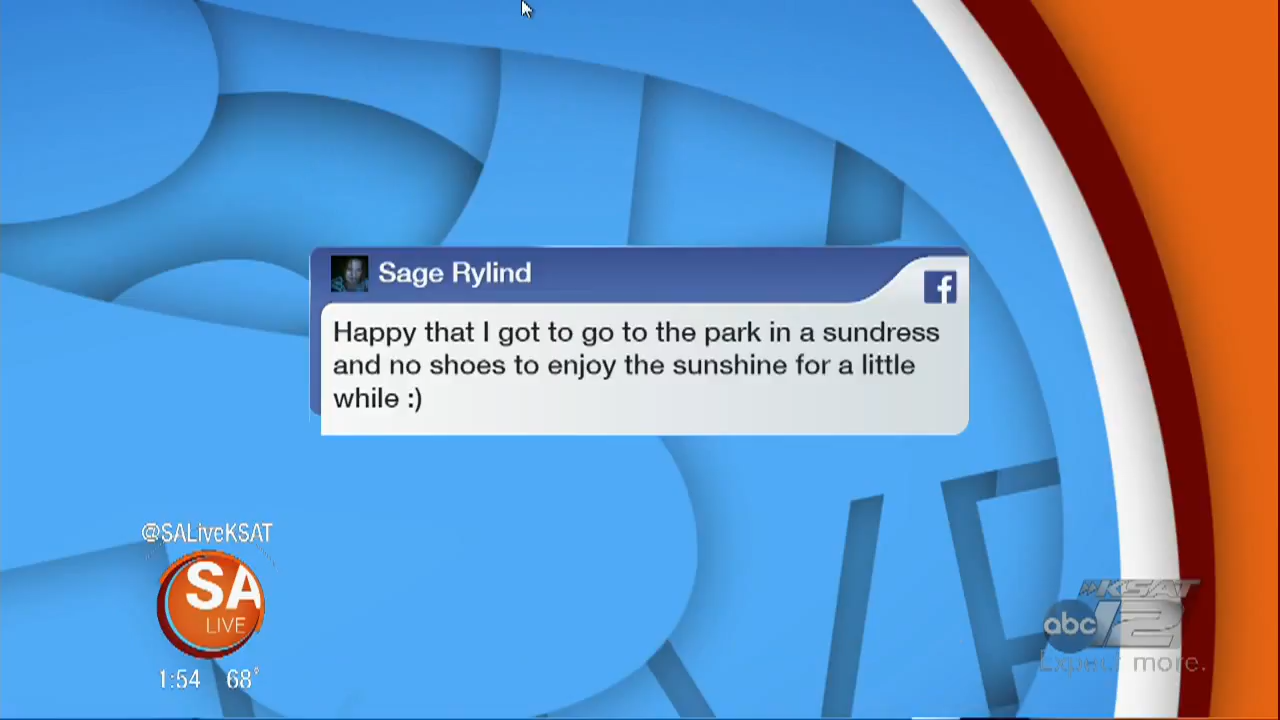 Sage Rylind
f
Happy that I got to go to the park in a sundress
and no shoes to enjoy the sunshine for a little
while :)
@SALiveKSAT
SA
LIVE
1:54 68°
KSAT
abc 12
Expect more.